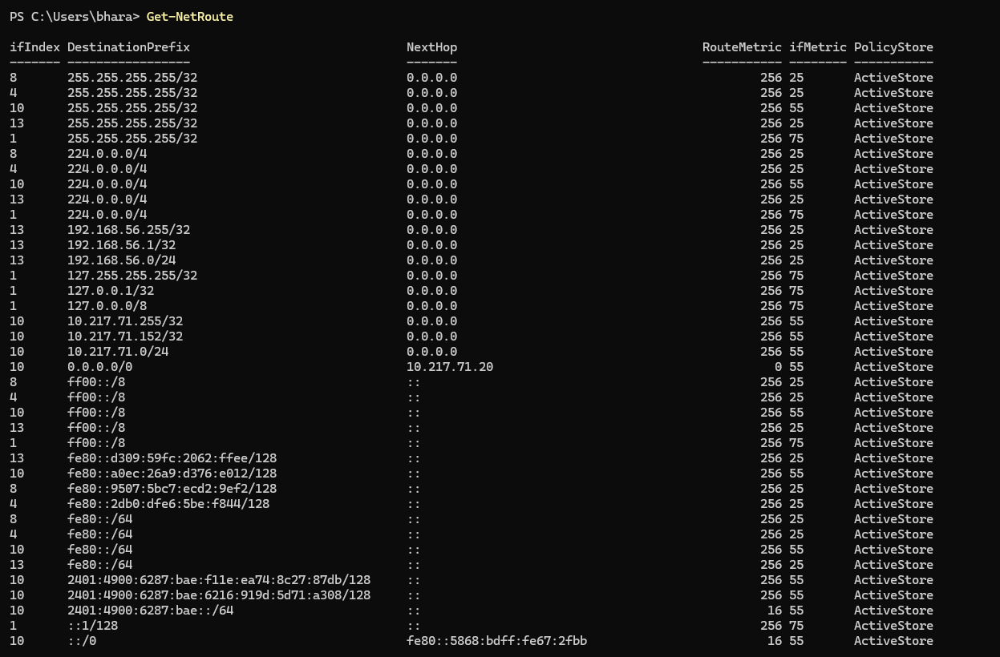 PS C:\Users\bhara> Get-NetRoute
ifIndex DestinationPrefix NextHop RouteMetric ifMetric PolicyStore
------- ----------------- ------- ----------- -------- -----------
8 255.255.255.255/32 0.0.0.0 256 25 ActiveStore
4 255.255.255.255/32 0.0.0.0 256 25 ActiveStore
10 255.255.255.255/32 0.0.0.0 256 55 ActiveStore
13 255.255.255.255/32 0.0.0.0 256 25 ActiveStore
1 255.255.255.255/32 0.0.0.0 256 75 ActiveStore
8 224.0.0.0/4 0.0.0.0 256 25 ActiveStore
4 224.0.0.0/4 0.0.0.0 256 25 ActiveStore
10 224.0.0.0/4 0.0.0.0 256 55 ActiveStore
13 224.0.0.0/4 0.0.0.0 256 25 ActiveStore
1 224.0.0.0/4 0.0.0.0 256 75 ActiveStore
13 192.168.56.255/32 0.0.0.0 256 25 ActiveStore
13 192.168.56.1/32 0.0.0.0 256 25 ActiveStore
13 192.168.56.0/24 0.0.0.0 256 25 ActiveStore
1 127.255.255.255/32 0.0.0.0 256 75 ActiveStore
1 127.0.0.1/32 0.0.0.0 256 75 ActiveStore
1 127.0.0.0/8 0.0.0.0 256 75 ActiveStore
10 10.217.71.255/32 0.0.0.0 256 55 ActiveStore
10 10.217.71.152/32 0.0.0.0 256 55 ActiveStore
10 10.217.71.0/24 0.0.0.0 256 55 ActiveStore
10 0.0.0.0/0 10.217.71.20 0 55 ActiveStore
8 ff00::/8 :: 256 25 ActiveStore
4 ff00::/8 :: 256 25 ActiveStore
10 ff00::/8 :: 256 55 ActiveStore
13 ff00::/8 :: 256 25 ActiveStore
1 ff00::/8 :: 256 75 ActiveStore
13 fe80::d309:59fc:2062:ffee/128 :: 256 25 ActiveStore
10 fe80::a0ec:26a9:d376:e012/128 :: 256 55 ActiveStore
8 fe80::9507:5bc7:ecd2:9ef2/128 :: 256 25 ActiveStore
4 fe80::2db0:dfe6:5be:f844/128 :: 256 25 ActiveStore
8 fe80::/64 :: 256 25 ActiveStore
4 fe80::/64 :: 256 25 ActiveStore
10 fe80::/64 :: 256 55 ActiveStore
13 fe80::/64 :: 256 25 ActiveStore
10 2401:4900:6287:bae:f11e:ea74:8c27:87db/128 :: 256 55 ActiveStore
10 2401:4900:6287:bae:6216:919d:5d71:a308/128 :: 256 55 ActiveStore
10 2401:4900:6287:bae::/64 :: 16 55 ActiveStore
1 ::1/128 :: 256 75 ActiveStore
10 ::/0 fe80::5868:bdff:fe67:2fbb 16 55 ActiveStore